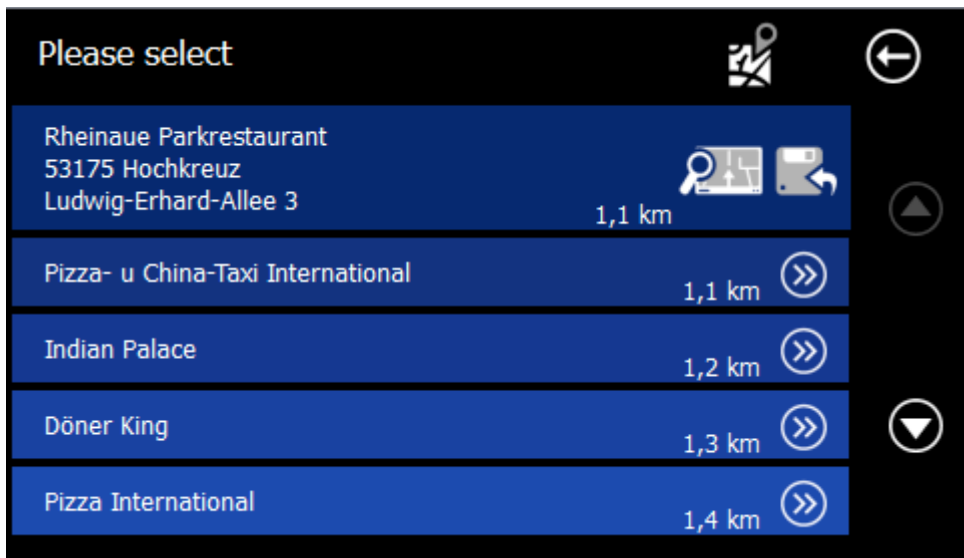 Please select
Rheinaue Parkrestaurant
53175 Hochkreuz
Ludwig-Erhard-Allee 3
1,1 km
Pizza- u China-Taxi International
1,1 km
Indian Palace
1,2 km
Döner King
1,3 km
Pizza International
1,4 km